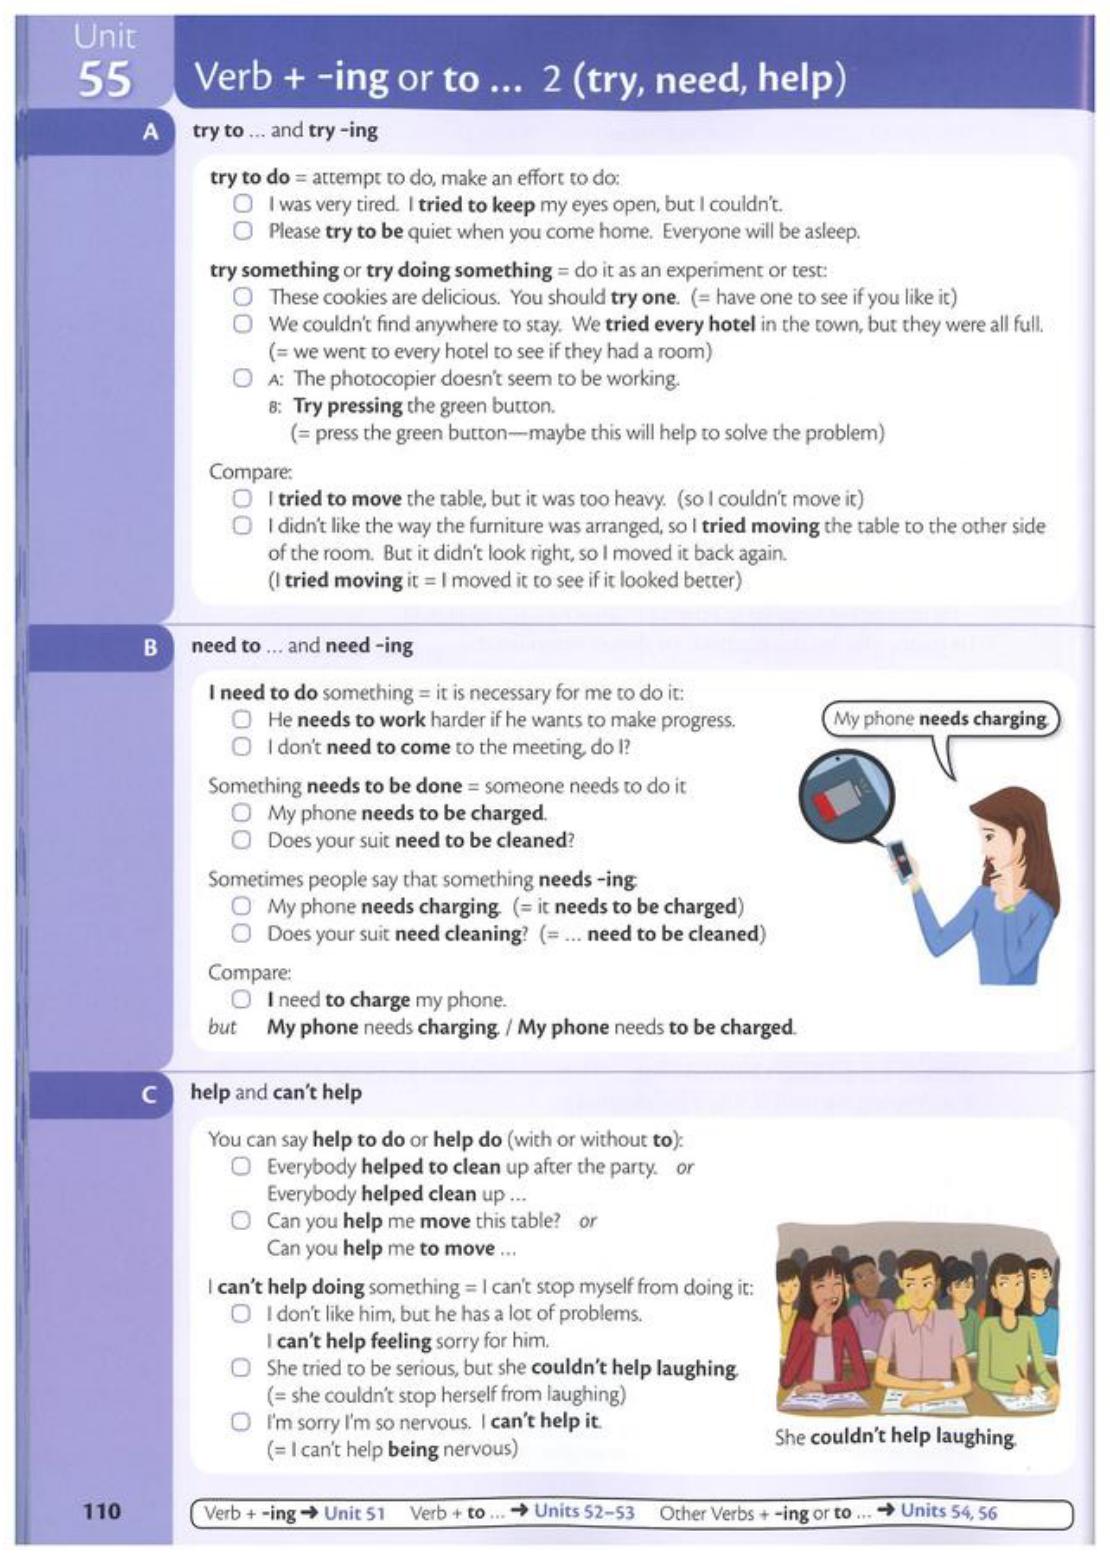 Unit
55
Verb + -ing or to ... 2 (try, need, help)
A
try to ... and try -ing
try to do = attempt to do, make an effort to do:
I was very tired. I tried to keep my eyes open, but I couldn't.
Please try to be quiet when you come home. Everyone will be asleep.
try something or try doing something = do it as an experiment or test:
These cookies are delicious. You should try one. (= have one to see if you like it)
We couldn't find anywhere to stay. We tried every hotel in the town, but they were all full.
(= we went to every hotel to see if they had a room)
A: The photocopier doesn't seem to be working.
B: Try pressing the green button.
(= press the green button—maybe this will help to solve the problem)
Compare:
I tried to move the table, but it was too heavy. (so I couldn't move it)
I didn't like the way the furniture was arranged, so I tried moving the table to the other side
of the room. But it didn't look right, so I moved it back again.
(I tried moving it = I moved it to see if it looked better)
B
need to ... and need -ing
I need to do something = it is necessary for me to do it:
He needs to work harder if he wants to make progress.
I don't need to come to the meeting, do I?
Something needs to be done = someone needs to do it
My phone needs to be charged.
Does your suit need to be cleaned?
Sometimes people say that something needs -ing:
My phone needs charging. (= it needs to be charged)
Does your suit need cleaning? (= ... need to be cleaned)
Compare:
I need to charge my phone.
but My phone needs charging. / My phone needs to be charged.
My phone needs charging.
C
help and can't help
You can say help to do or help do (with or without to):
Everybody helped to clean up after the party. or
Everybody helped clean up ...
Can you help me move this table? or
Can you help me to move ...
I can't help doing something = I can't stop myself from doing it:
I don't like him, but he has a lot of problems.
I can't help feeling sorry for him.
She tried to be serious, but she couldn't help laughing.
(= she couldn't stop herself from laughing)
I'm sorry I'm so nervous. I can't help it.
(= I can't help being nervous)
She couldn't help laughing.
110
Verb + -ing ➜ Unit 51 Verb + to ... ➜ Units 52–53 Other Verbs + -ing or to ... ➜ Units 54, 56